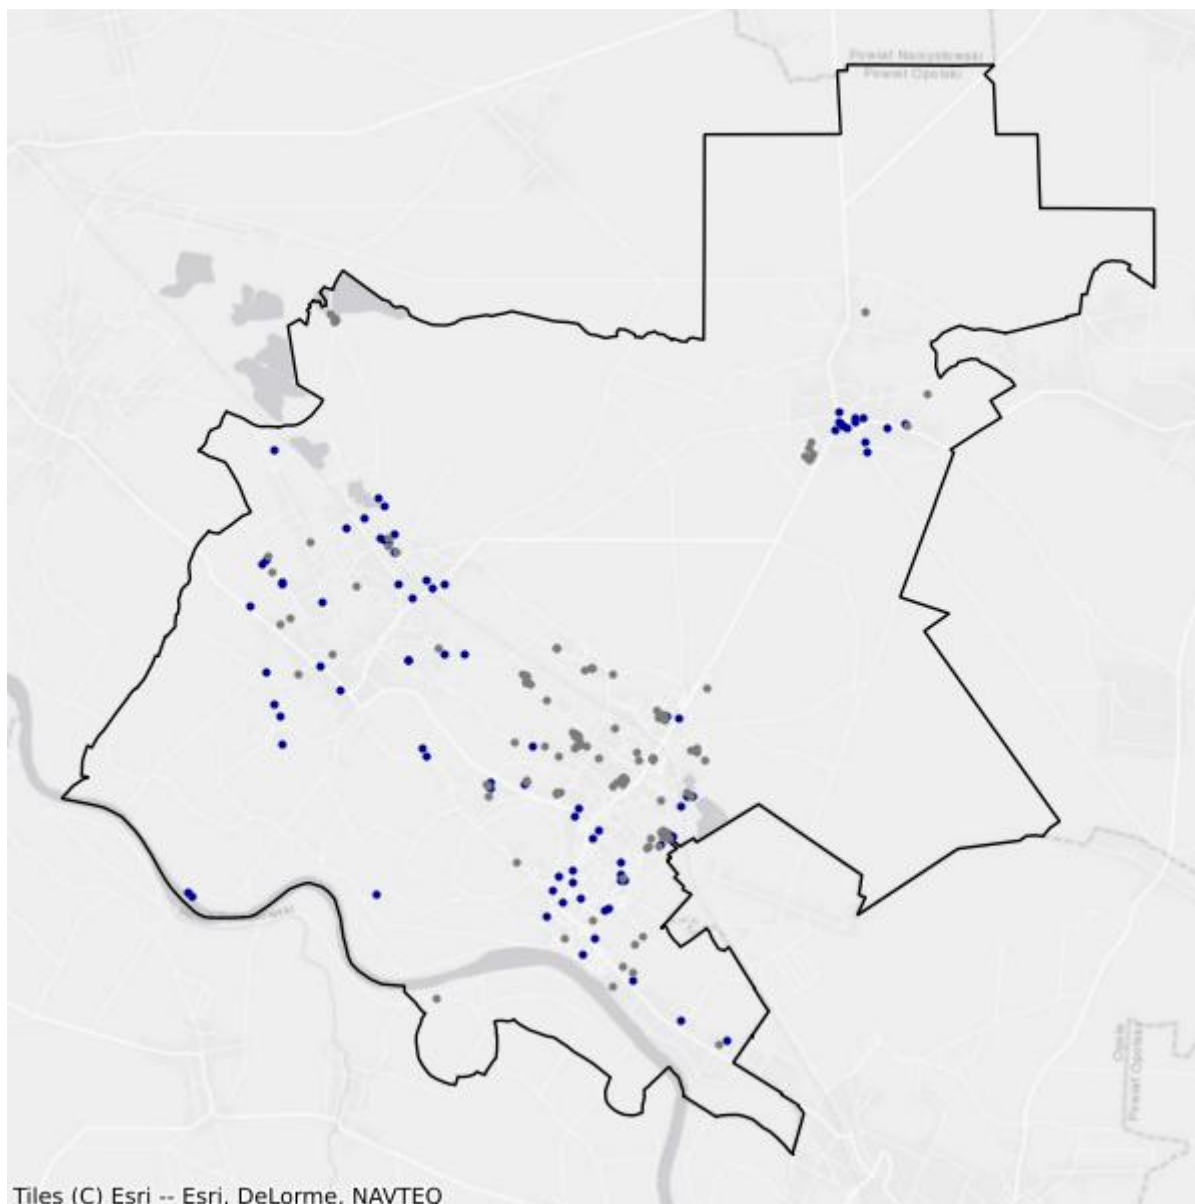 Powiat Namysłowski
Powiat Opolski
Opole
Powiat Opolski
Tiles (C) Esri -- Esri, DeLorme, NAVTEQ